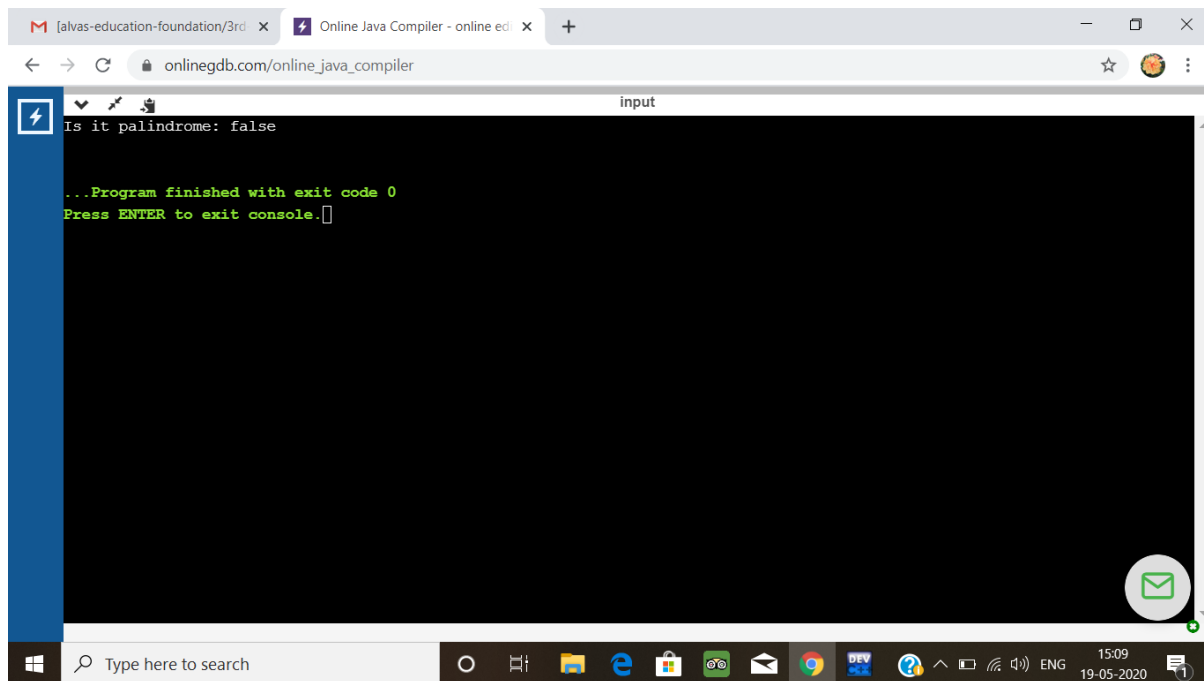 [alvas-education-foundation/3rd
Online Java Compiler - online edi
onlinegdb.com/online_java_compiler
input
Is it palindrome: false
...Program finished with exit code 0
Press ENTER to exit console.
Type here to search
DEV
ENG
15:09
19-05-2020
1